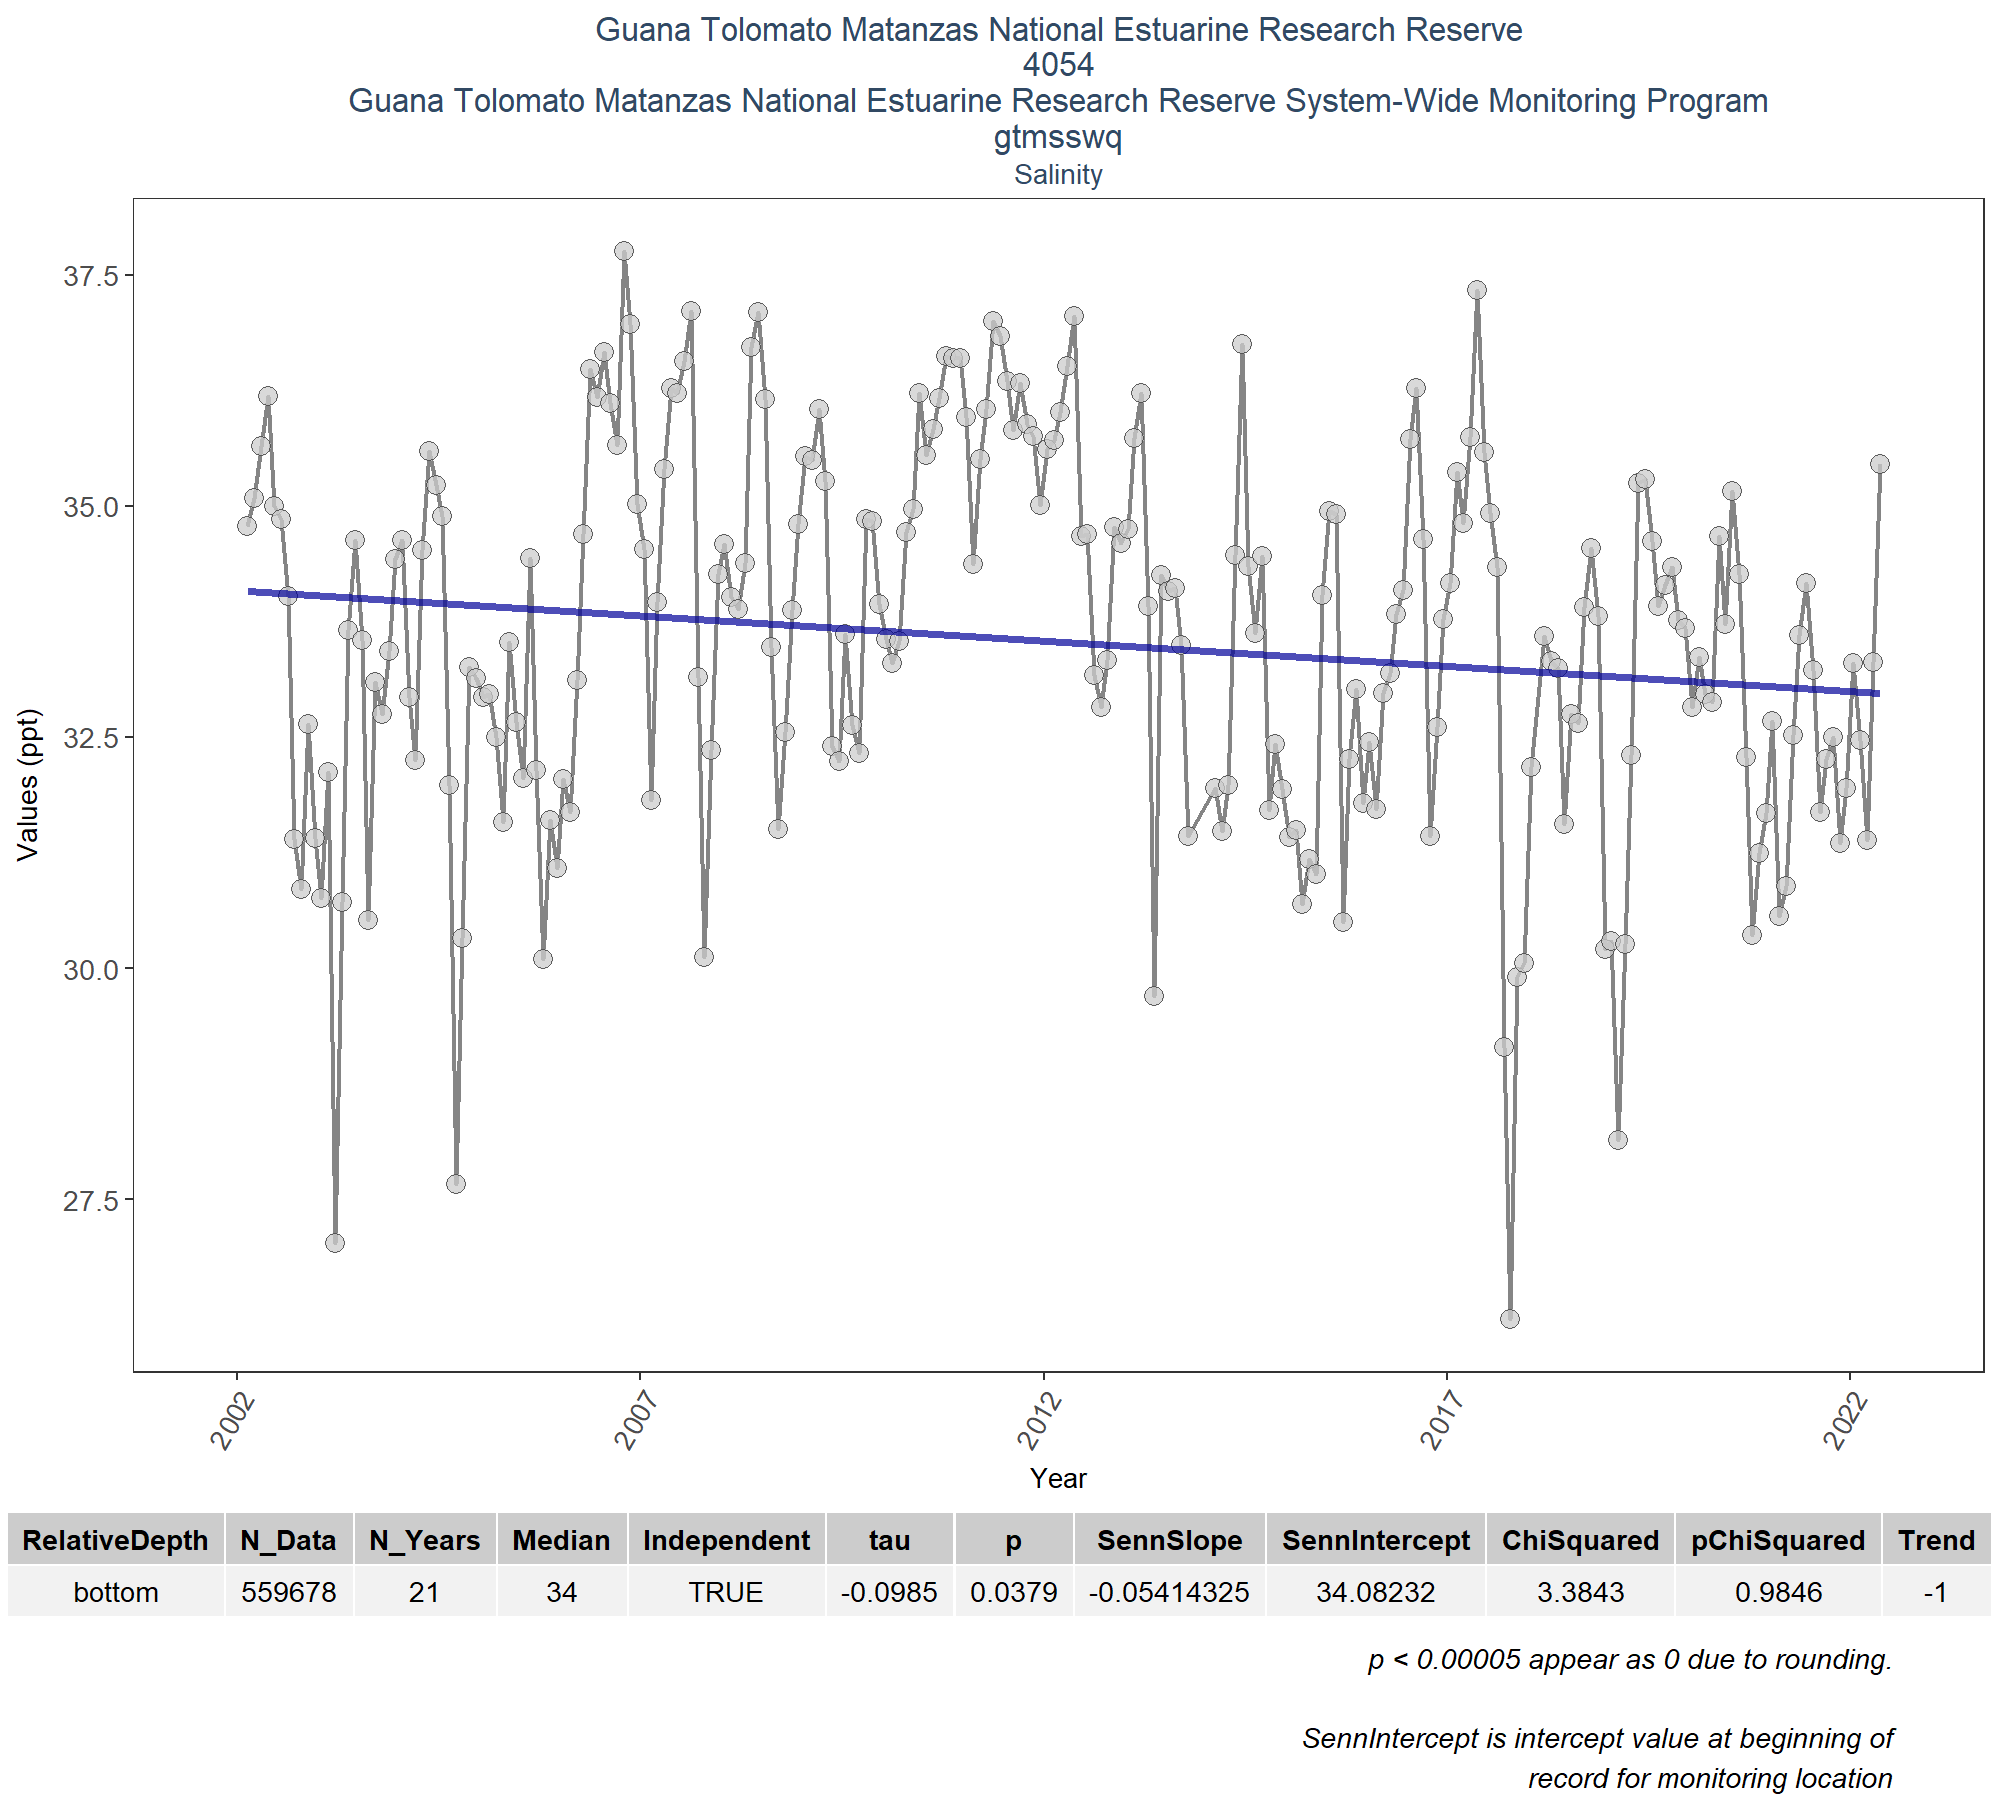 Guana Tolomato Matanzas National Estuarine Research Reserve
4054
Guana Tolomato Matanzas National Estuarine Research Reserve System-Wide Monitoring Program
gtmsswq
Salinity
37.5
35.0
32.5
30.0
27.5
Values (ppt)
2002 2007 2012 2017 2022
Year
RelativeDepth N_Data N_Years Median Independent tau p SennSlope SennIntercept ChiSquared pChiSquared Trend
bottom 559678 21 34 TRUE -0.0985 0.0379 -0.05414325 34.08232 3.3843 0.9846 -1
p < 0.00005 appear as 0 due to rounding.
SennIntercept is intercept value at beginning of
record for monitoring location